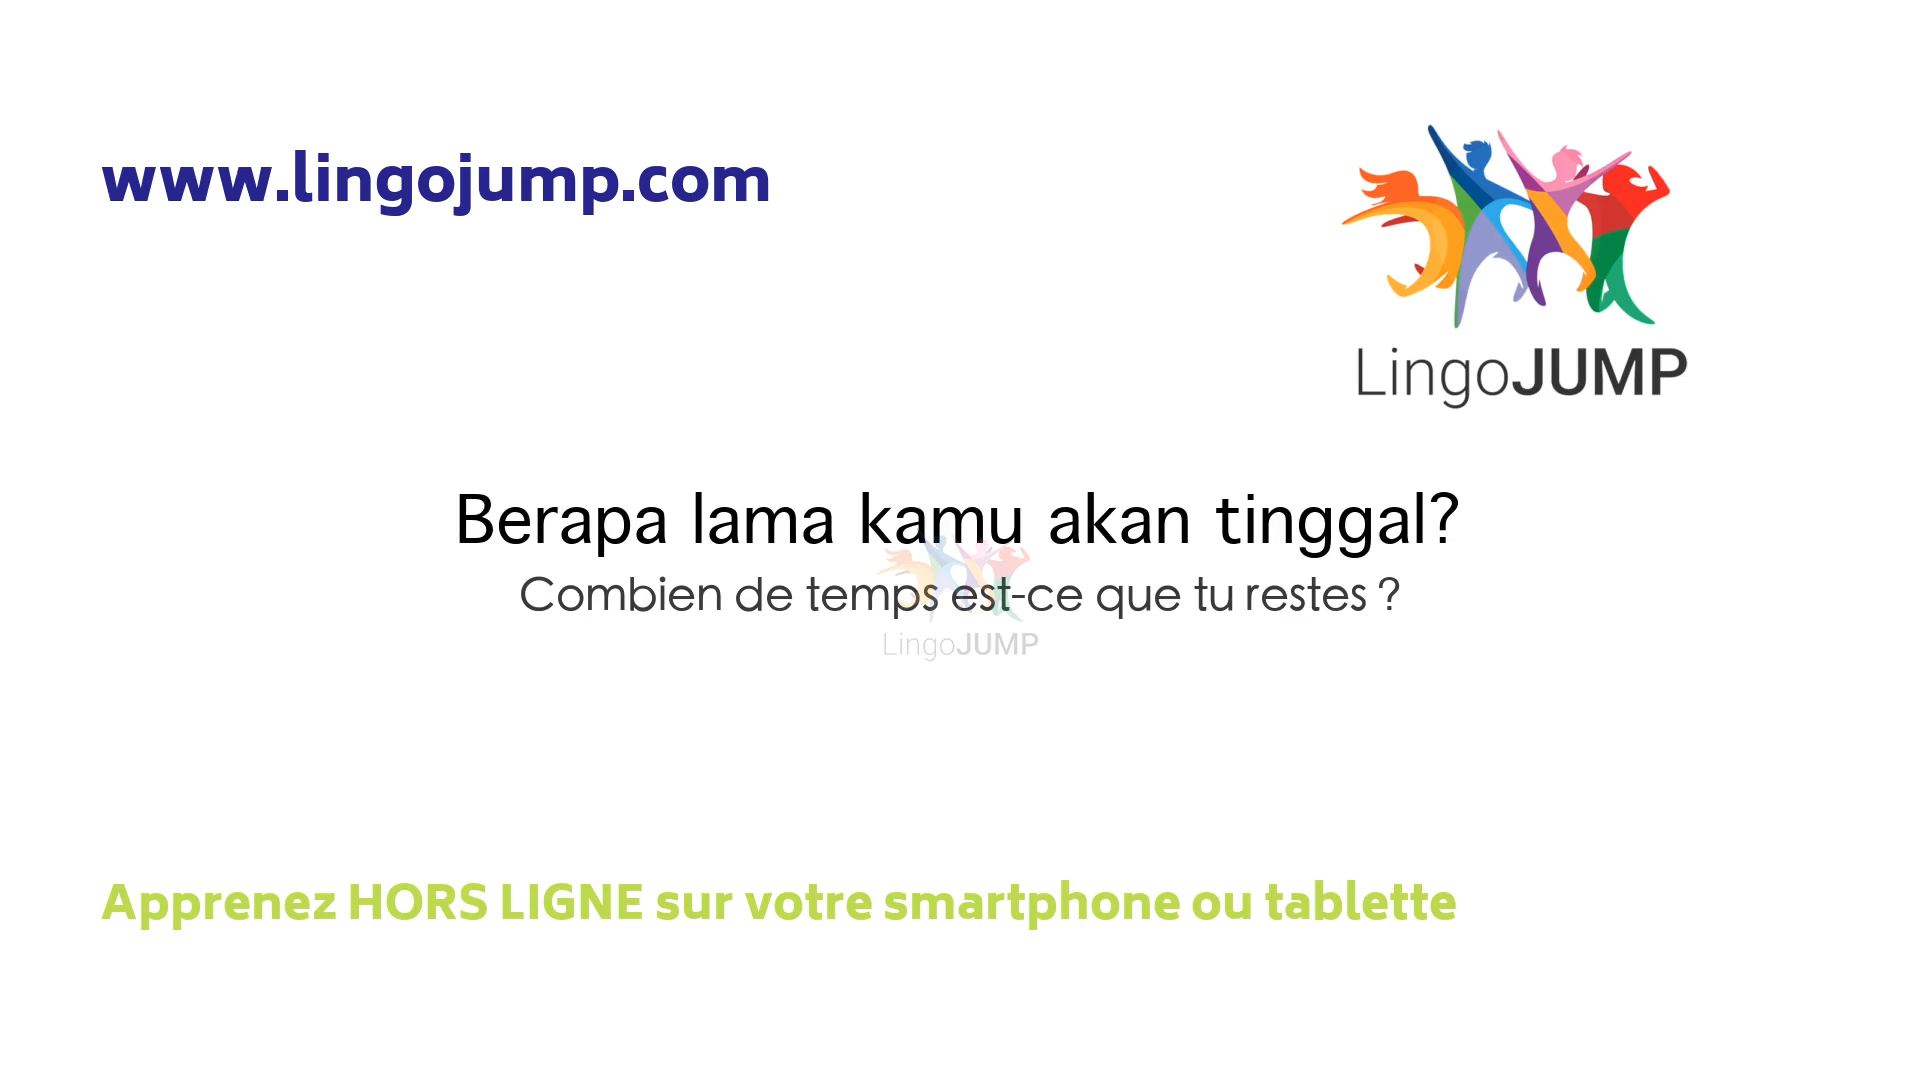 www.lingojump.com
LingoJUMP
Berapa lama kamu akan tinggal?
Combien de temps est-ce que tu restes ?
LingoJUMP
Apprenez HORS LIGNE sur votre smartphone ou tablette